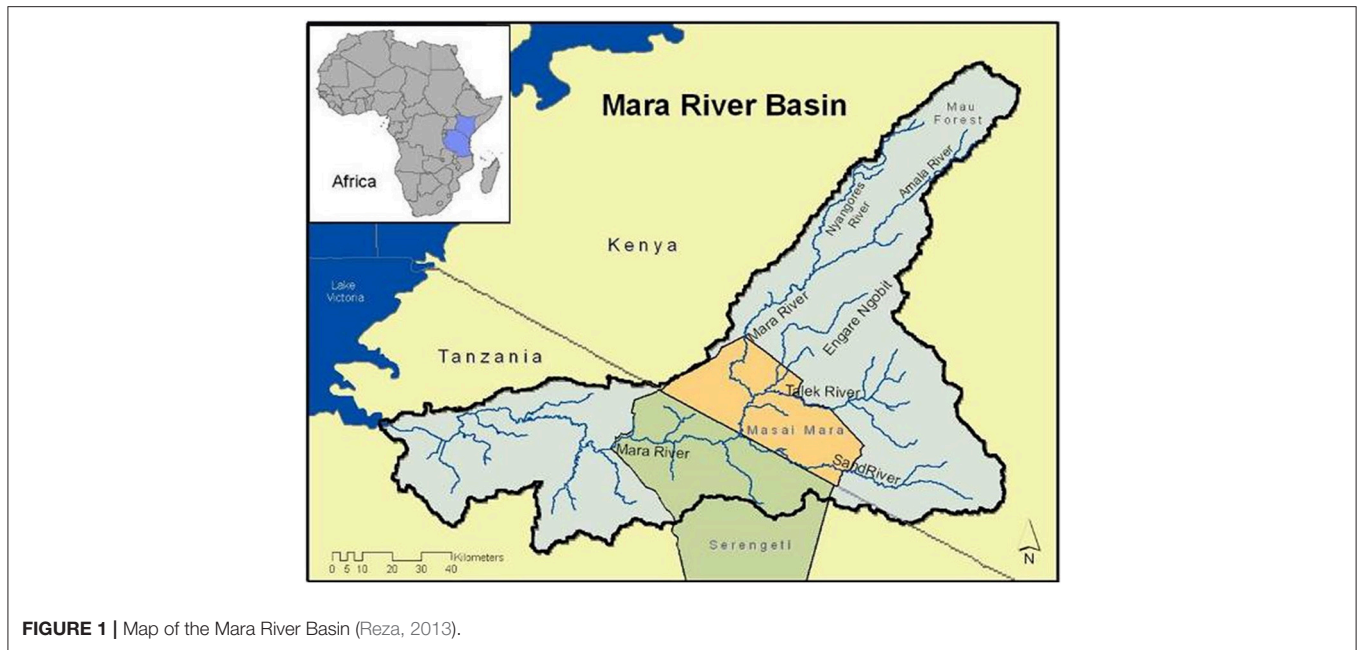 Mara River Basin
Africa
Mau
Forest
Nyangores
River
Amala River
Kenya
Lake
Victoria
Mara River
Engare Ngobit
Tanzania
Talek River
Masai Mara
Mara River
SandRiver
Serengeti
Kilometers
0 5 10 20 30 40
N
FIGURE 1 | Map of the Mara River Basin (Reza, 2013).